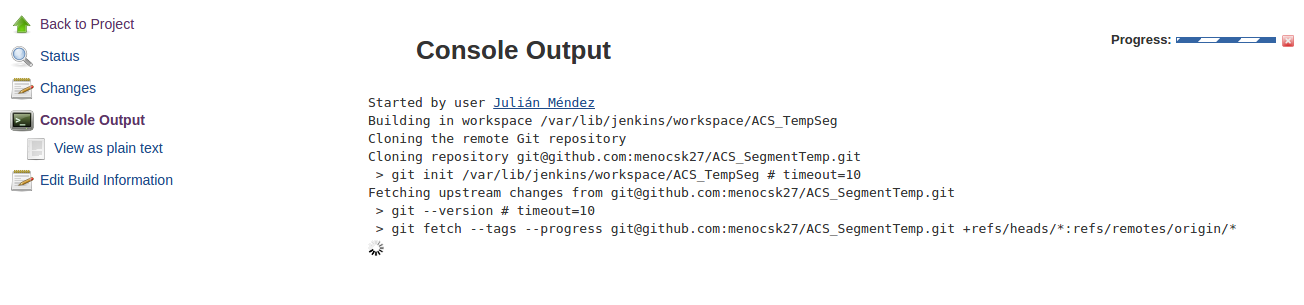 Back to Project
Status
Changes
Console Output
View as plain text
Edit Build Information
Console Output
Progress:
Started by user Julián Méndez
Building in workspace /var/lib/jenkins/workspace/ACS_TempSeg
Cloning the remote Git repository
Cloning repository git@github.com:menocsk27/ACS_SegmentTemp.git
 > git init /var/lib/jenkins/workspace/ACS_TempSeg # timeout=10
Fetching upstream changes from git@github.com:menocsk27/ACS_SegmentTemp.git
 > git --version # timeout=10
 > git fetch --tags --progress git@github.com:menocsk27/ACS_SegmentTemp.git +refs/heads/*:refs/remotes/origin/*